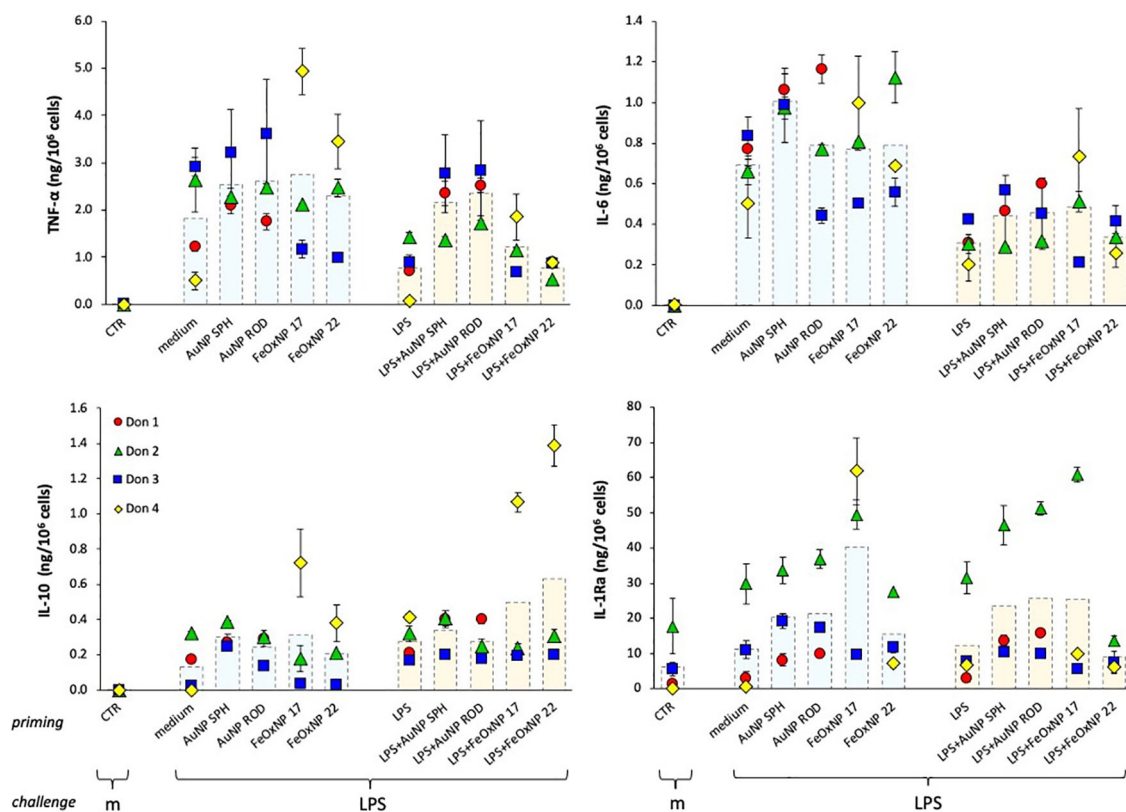 TNF-α (ng/10⁶ cells)
6.0
5.0
4.0
3.0
2.0
1.0
0.0
CTR
medium
AuNP SPH
AuNP ROD
FeOxNP 17
FeOxNP 22
LPS
LPS+AuNP SPH
LPS+AuNP ROD
LPS+FeOxNP 17
LPS+FeOxNP 22
IL-6 (ng/10⁶ cells)
1.4
1.2
1.0
0.8
0.6
0.4
0.2
0.0
CTR
medium
AuNP SPH
AuNP ROD
FeOxNP 17
FeOxNP 22
LPS
LPS+AuNP SPH
LPS+AuNP ROD
LPS+FeOxNP 17
LPS+FeOxNP 22
IL-10 (ng/10⁶ cells)
1.6
1.4
1.2
1.0
0.8
0.6
0.4
0.2
0.0
Don 1
Don 2
Don 3
Don 4
CTR
medium
AuNP SPH
AuNP ROD
FeOxNP 17
FeOxNP 22
LPS
LPS+AuNP SPH
LPS+AuNP ROD
LPS+FeOxNP 17
LPS+FeOxNP 22
IL-1Ra (ng/10⁶ cells)
80
70
60
50
40
30
20
10
0
CTR
medium
AuNP SPH
AuNP ROD
FeOxNP 17
FeOxNP 22
LPS
LPS+AuNP SPH
LPS+AuNP ROD
LPS+FeOxNP 17
LPS+FeOxNP 22
priming
challenge
m
LPS
m
LPS